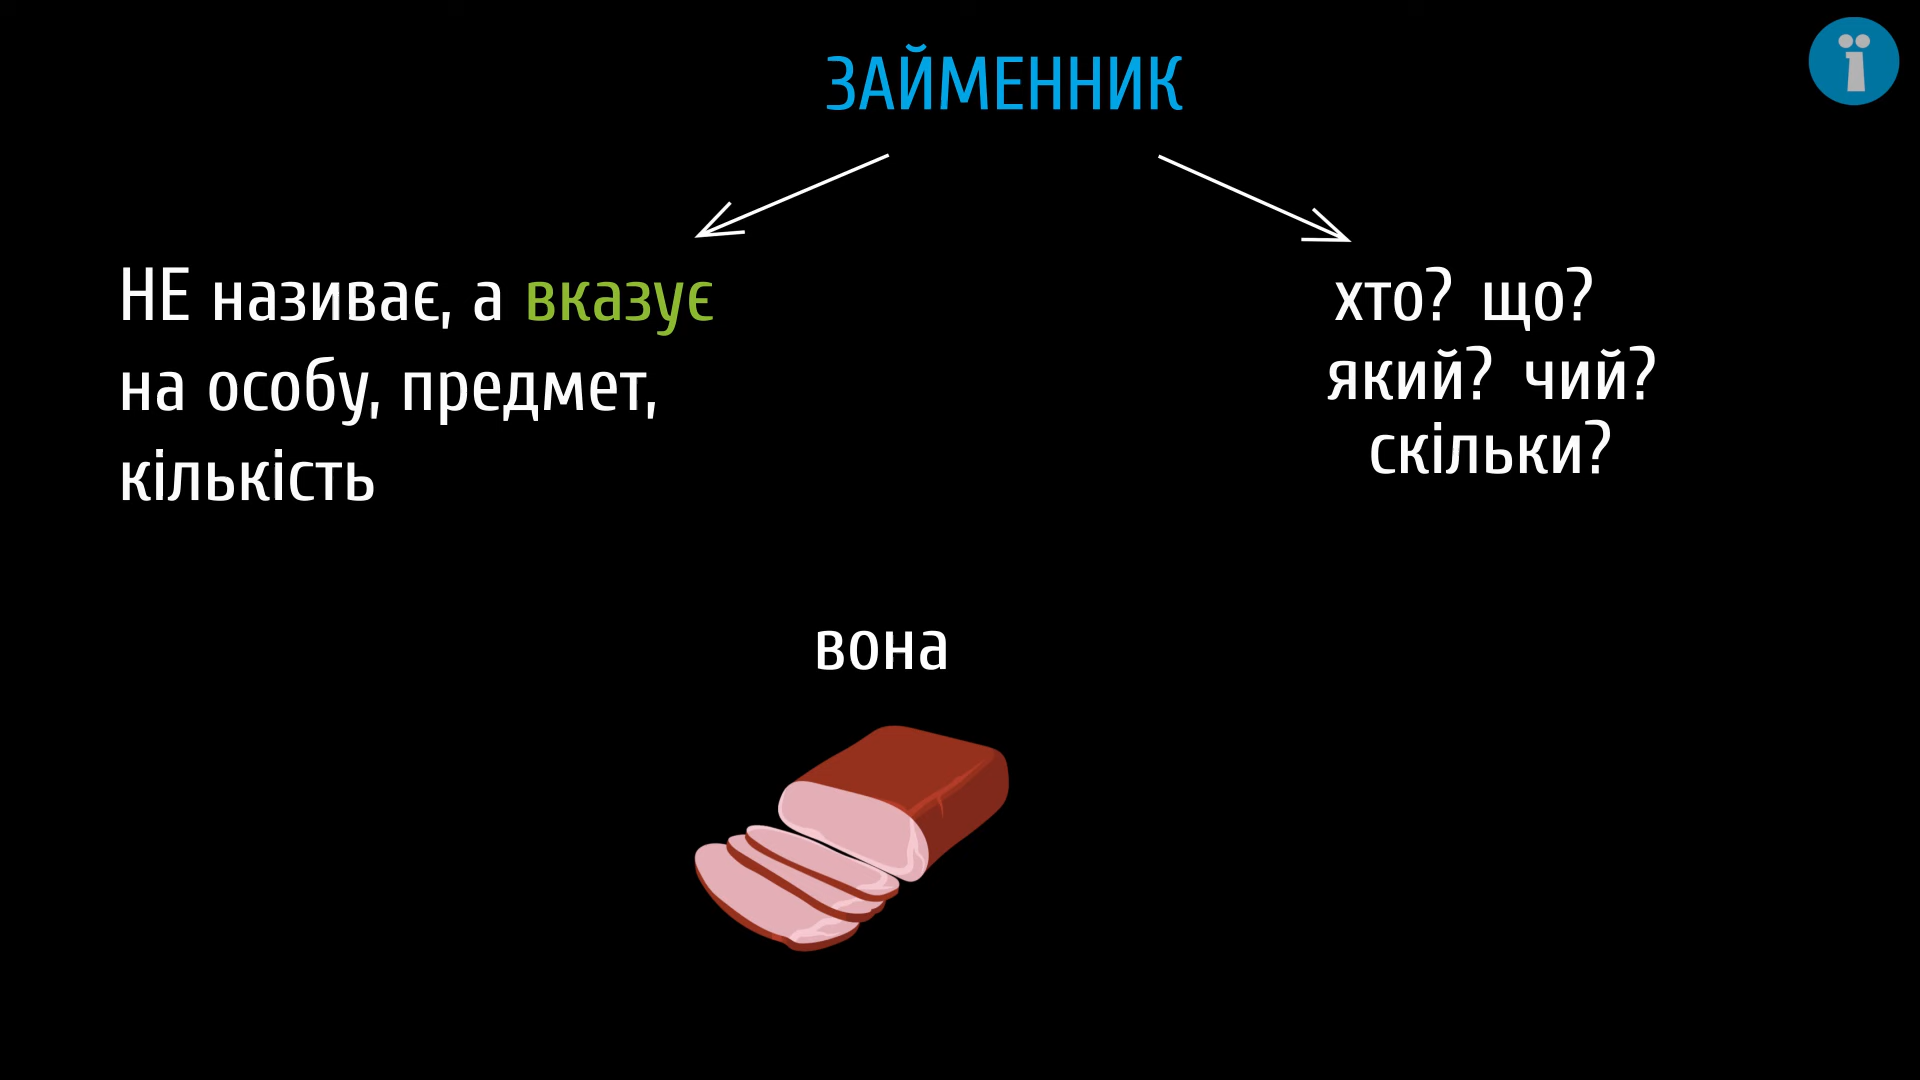 ЗАЙМЕННИК
НЕ називає, а вказує
на особу, предмет,
кількість
хто? що?
який? чий?
скільки?
вона
ї